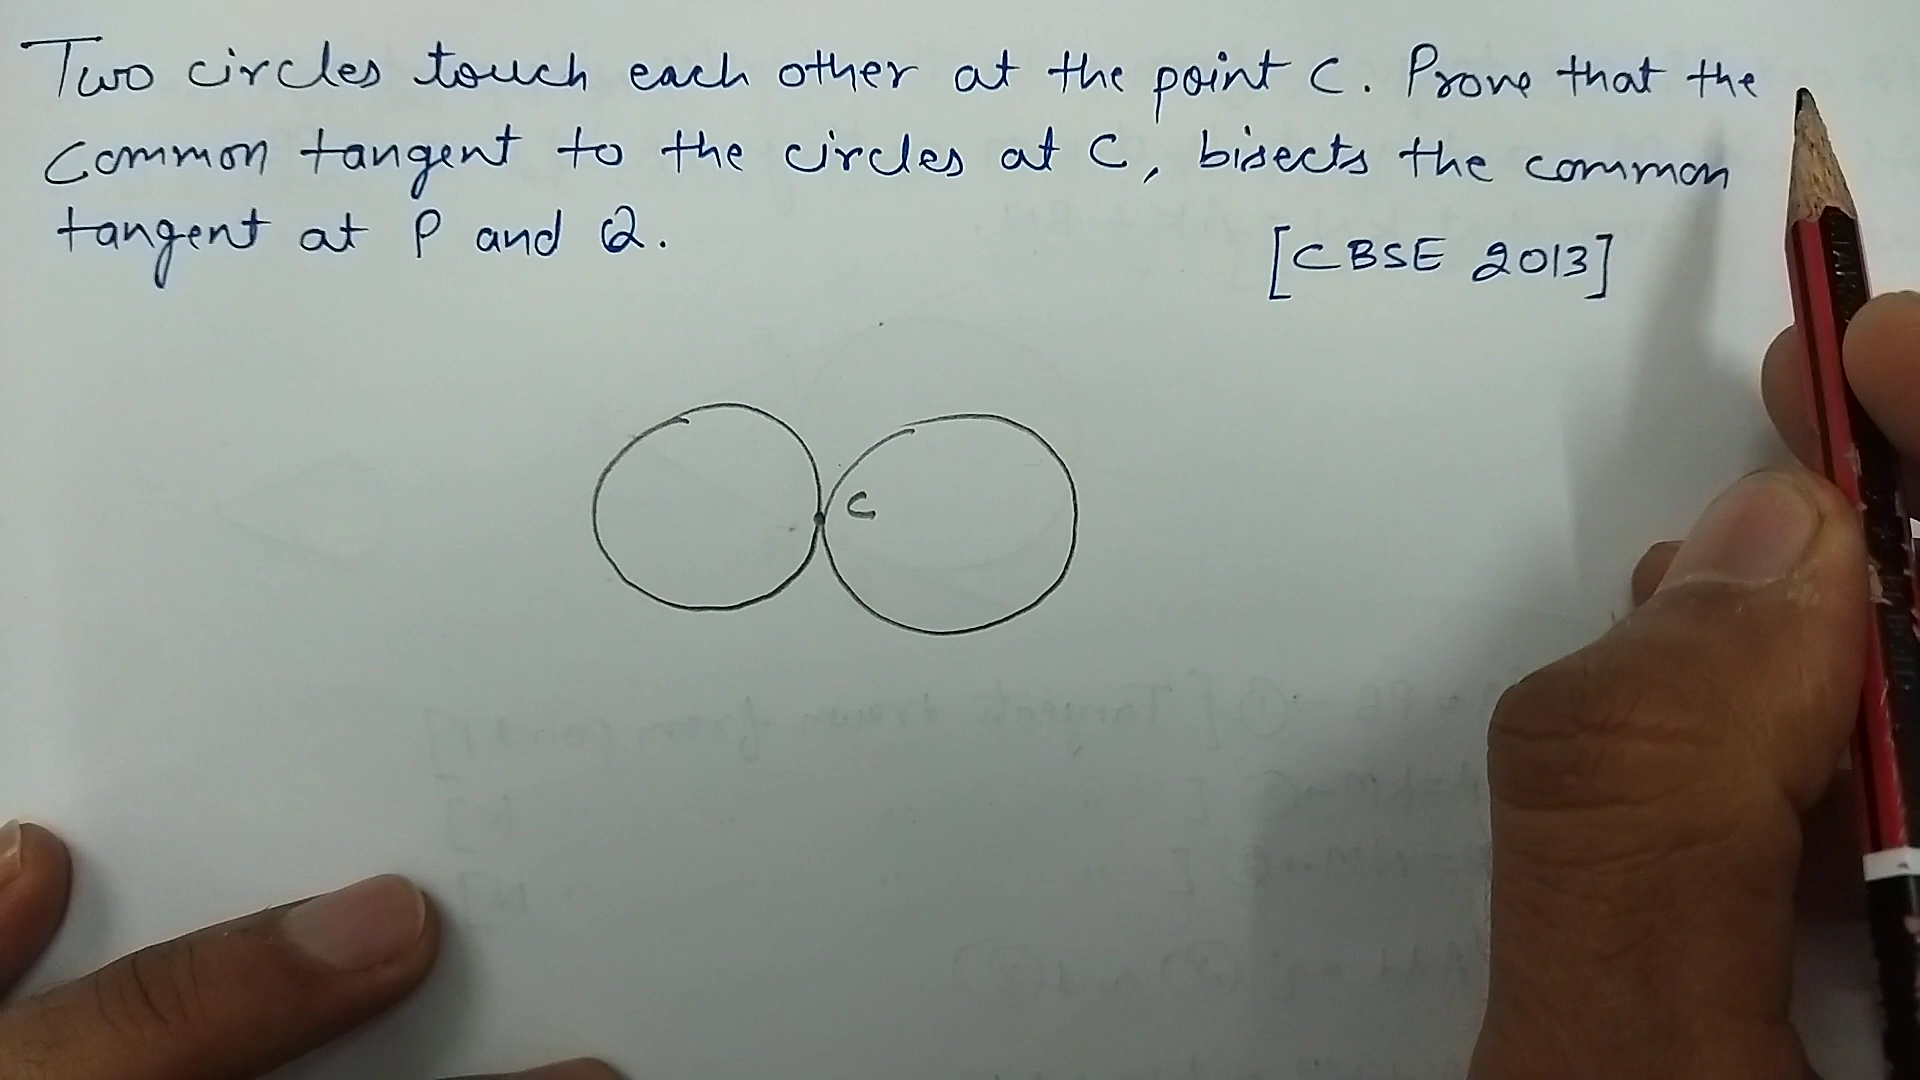 Two circles touch each other at the point C. Prove that the
common tangent to the circles at C, bisects the common
tangent at P and Q.
[CBSE 2013]
C